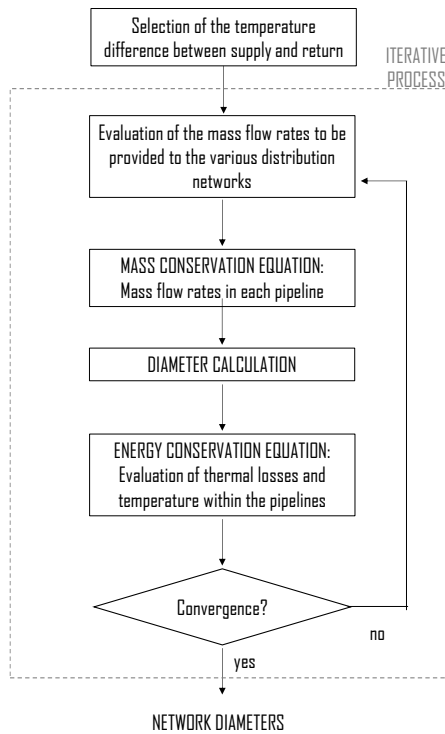 Selection of the temperature
difference between supply and return
ITERATIVE
PROCESS
Evaluation of the mass flow rates to be
provided to the various distribution
networks
MASS CONSERVATION EQUATION:
Mass flow rates in each pipeline
DIAMETER CALCULATION
ENERGY CONSERVATION EQUATION:
Evaluation of thermal losses and
temperature within the pipelines
Convergence?
no
yes
NETWORK DIAMETERS